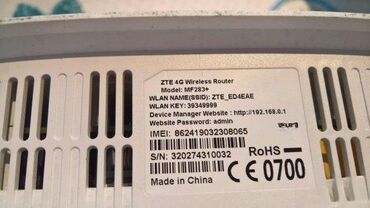 ZTE 4G Wireless Router
Model: MF283+
WLAN NAME(SSID): ZTE_ED4EAE
WLAN KEY: 39349999
Device Manager Website : http://192.168.0.1
Website Password: admin
IMEI: 862419032308065
S/N: 320274310032
Made in China
RoHS
CE 0700